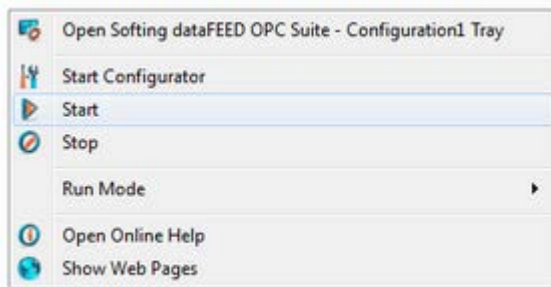 Open Softing dataFEED OPC Suite - Configuration1 Tray
Start Configurator
Start
Stop
Run Mode
Open Online Help
Show Web Pages